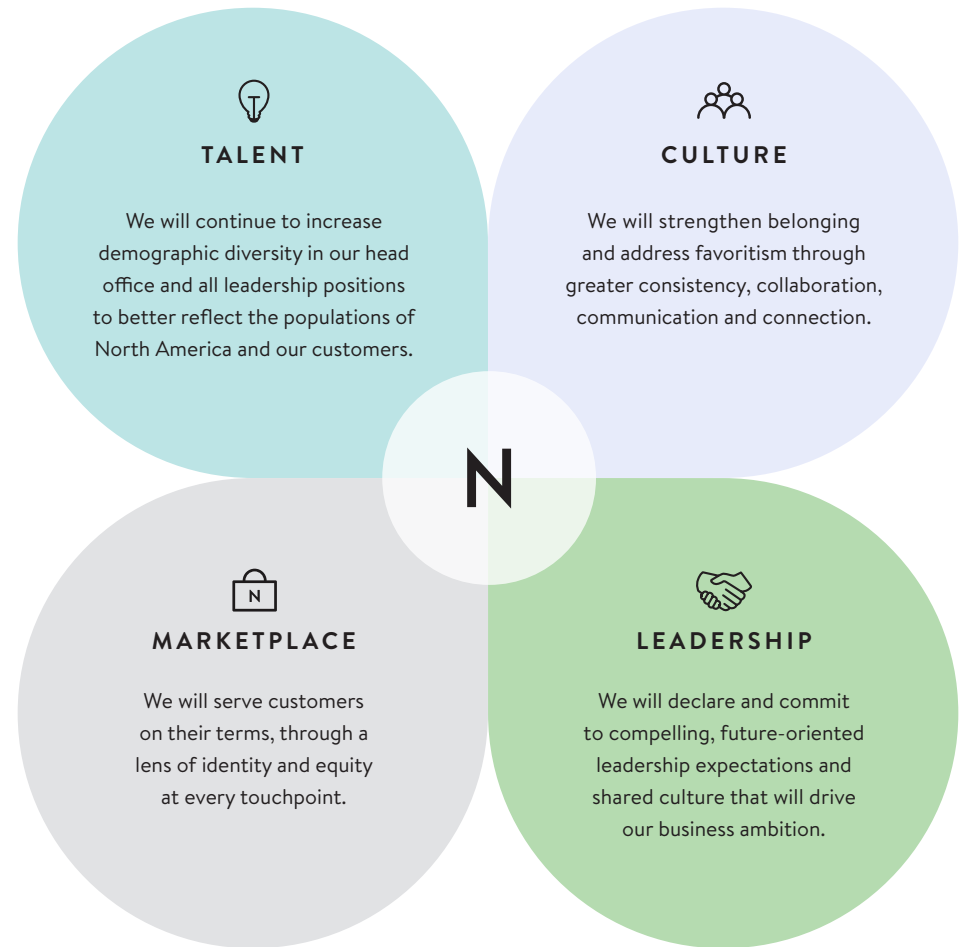 TALENT
We will continue to increase
demographic diversity in our head
office and all leadership positions
to better reflect the populations of
North America and our customers.
CULTURE
We will strengthen belonging
and address favoritism through
greater consistency, collaboration,
communication and connection.
N
N
MARKETPLACE
We will serve customers
on their terms, through a
lens of identity and equity
at every touchpoint.
LEADERSHIP
We will declare and commit
to compelling, future-oriented
leadership expectations and
shared culture that will drive
our business ambition.